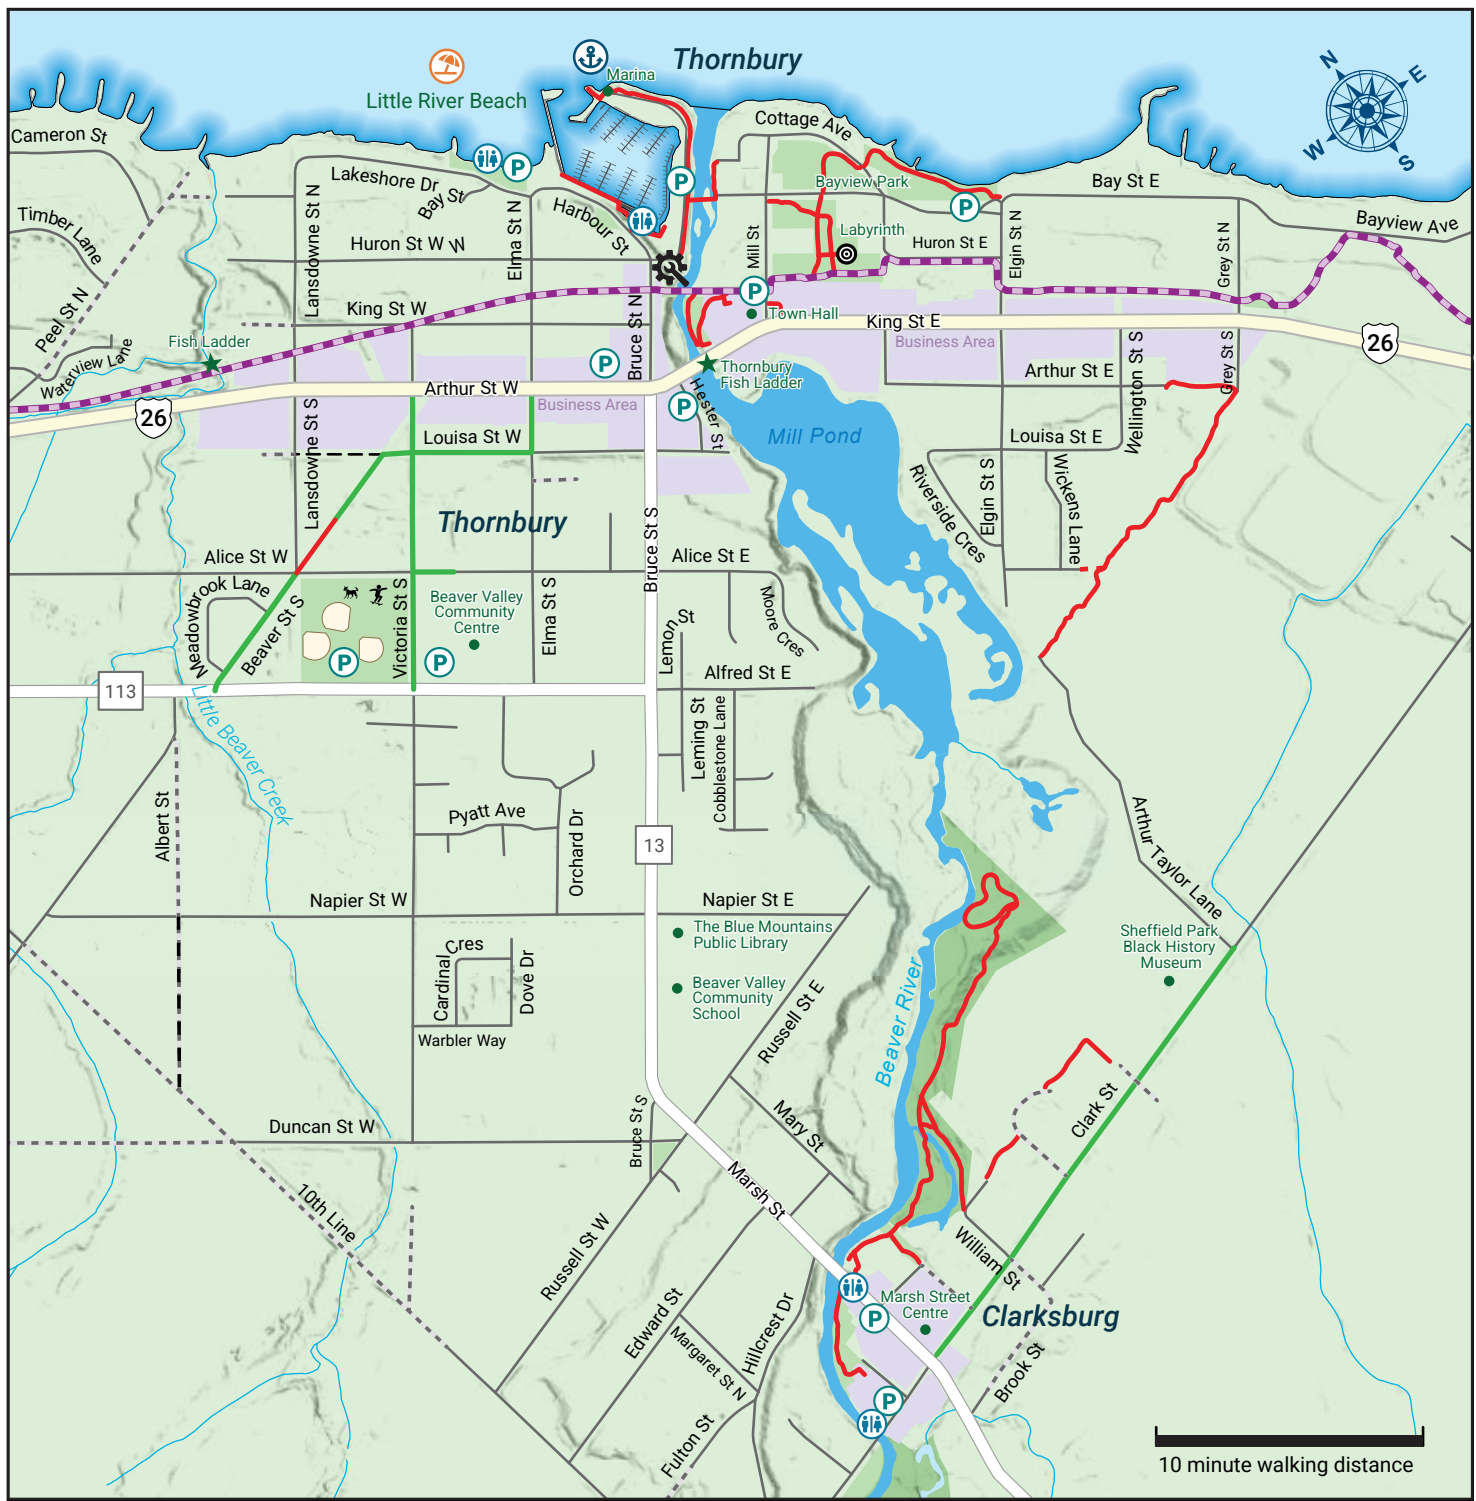 Thornbury
Marina
Little River Beach
N
E
W
S
Cameron St
Cottage Ave
Lakeshore Dr
Bay St
Bayview Park
P
P
P
P
Bay St E
Timber Lane
Lansdowne St N
Elma St N
Harbour St
Mill St
Labyrinth
Elgin St N
Grey St N
Bayview Ave
Huron St W
Huron St E
Peel St N
King St W
Bruce St N
P
Town Hall
King St E
Business Area
26
Fish Ladder
Waterview Lane
P
Thornbury
Fish Ladder
Arthur St W
Arthur St E
Wellington St S
Grey St S
26
Business Area
Hester St
P
Lansdowne St S
Louisa St W
Mill Pond
Louisa St E
Riverside Cres
Elgin St S
Wickens Lane
Thornbury
Bruce St S
Alice St W
Alice St E
Meadowbrook Lane
Beaver St S
Victoria St S
Beaver Valley
Community
Centre
Elma St S
Moore Cres
Lemon St
P
P
Alfred St E
113
Little Beaver Creek
Leming St
Cobblestone Lane
Albert St
Pyatt Ave
Orchard Dr
13
Arthur Taylor Lane
Napier St W
Napier St E
The Blue Mountains
Public Library
Sheffield Park
Black History
Museum
Cardinal Cres
Dove Dr
Beaver Valley
Community
School
Russell St E
Beaver River
Warbler Way
Bruce St S
Mary St
Clark St
Duncan St W
Marsh St
10th Line
Russell St W
William St
Edward St
Hillcrest Dr
Marsh Street
Centre
P
Clarksburg
Margaret St N
Brook St
P
Fulton St
10 minute walking distance